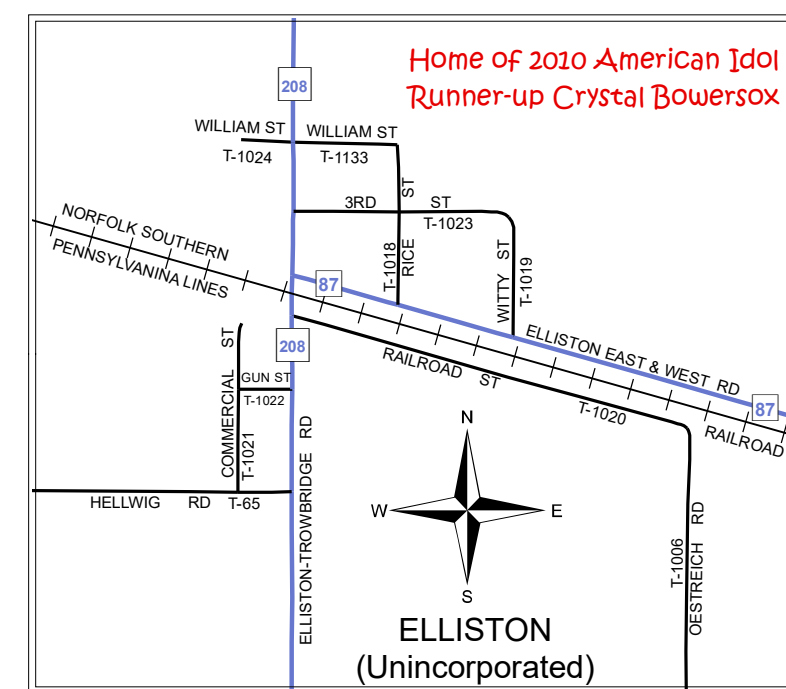 Home of 2010 American Idol
Runner-up Crystal Bowersox
208
WILLIAM ST
WILLIAM ST
T-1024
T-1133
3RD ST
T-1023
RICE ST
T-1018
WITTY ST
T-1019
NORFOLK SOUTHERN
PENNSYLVANINA LINES
87
208
ELLISTON EAST & WEST RD
87
RAILROAD ST
T-1020
RAILROAD
COMMERCIAL ST
T-1021
GUN ST
T-1022
HELLWIG RD T-65
ELLISTON-TROWBRIDGE RD
T-1006
OESTREICH RD
N
W
E
S
ELLISTON
(Unincorporated)